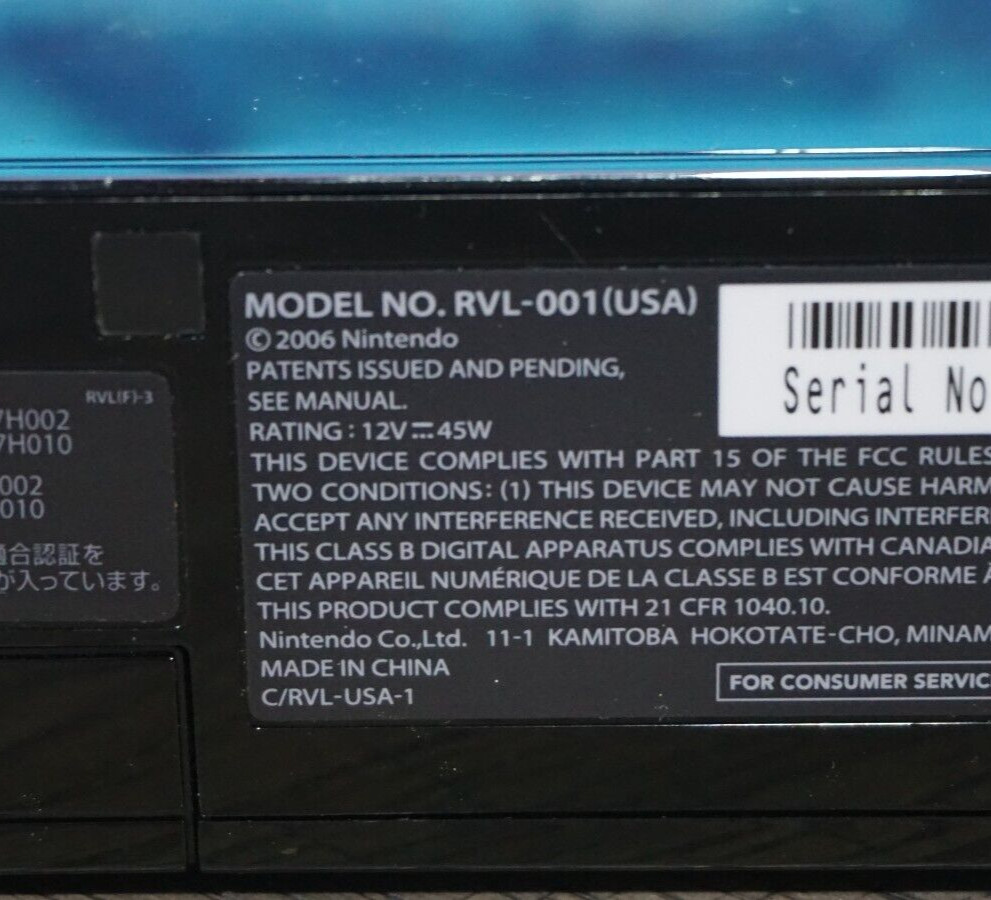 RVL(F)-3
7H002
7H010
002
010
適合認証を
が入っています。
MODEL NO. RVL-001(USA)
© 2006 Nintendo
PATENTS ISSUED AND PENDING,
SEE MANUAL.
RATING : 12V⎓45W
Serial No
THIS DEVICE COMPLIES WITH PART 15 OF THE FCC RULES
TWO CONDITIONS: (1) THIS DEVICE MAY NOT CAUSE HARM
ACCEPT ANY INTERFERENCE RECEIVED, INCLUDING INTERFER
THIS CLASS B DIGITAL APPARATUS COMPLIES WITH CANADIA
CET APPAREIL NUMÉRIQUE DE LA CLASSE B EST CONFORME À
THIS PRODUCT COMPLIES WITH 21 CFR 1040.10.
Nintendo Co.,Ltd. 11-1 KAMITOBA HOKOTATE-CHO, MINAM
MADE IN CHINA
C/RVL-USA-1
FOR CONSUMER SERVIC